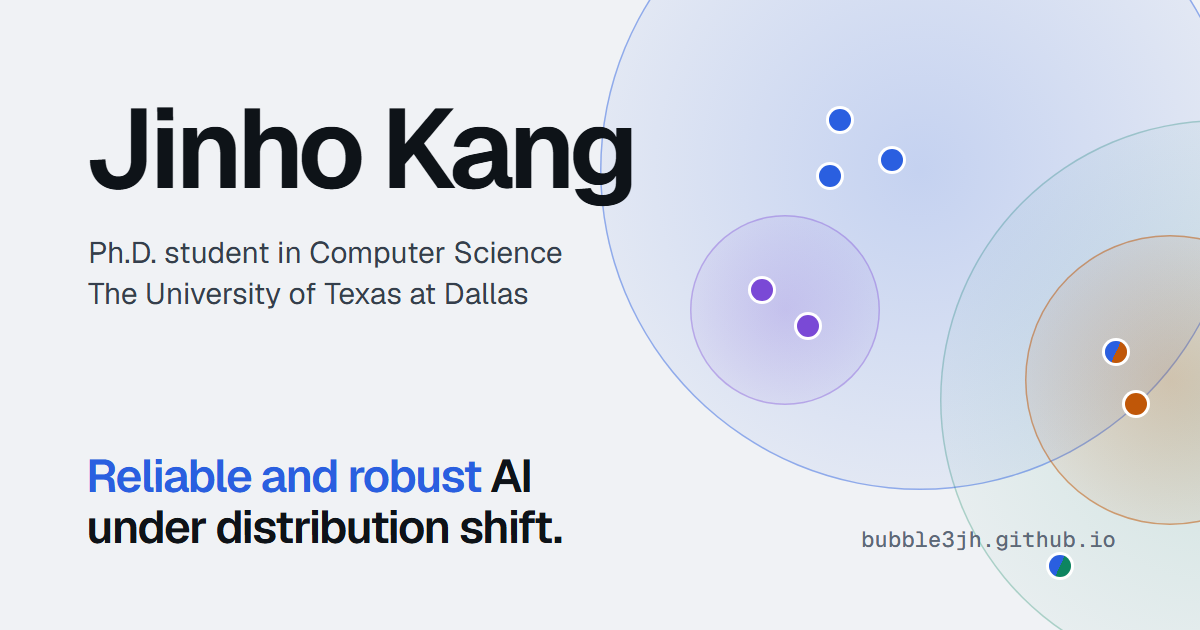 Jinho Kang
Ph.D. student in Computer Science
The University of Texas at Dallas
Reliable and robust AI
under distribution shift.
bubble3jh.github.io